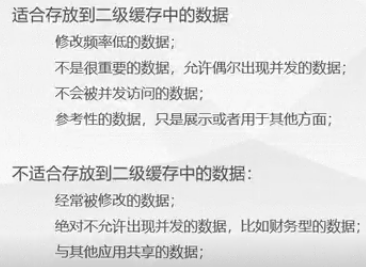 适合存放到二级缓存中的数据
修改频率低的数据；
不是很重要的数据，允许偶尔出现并发的数据；
不会被并发访问的数据；
参考性的数据，只是展示或者用于其他方面；
不适合存放到二级缓存中的数据：
经常被修改的数据；
绝对不允许出现并发的数据，比如财务型的数据；
与其他应用共享的数据；